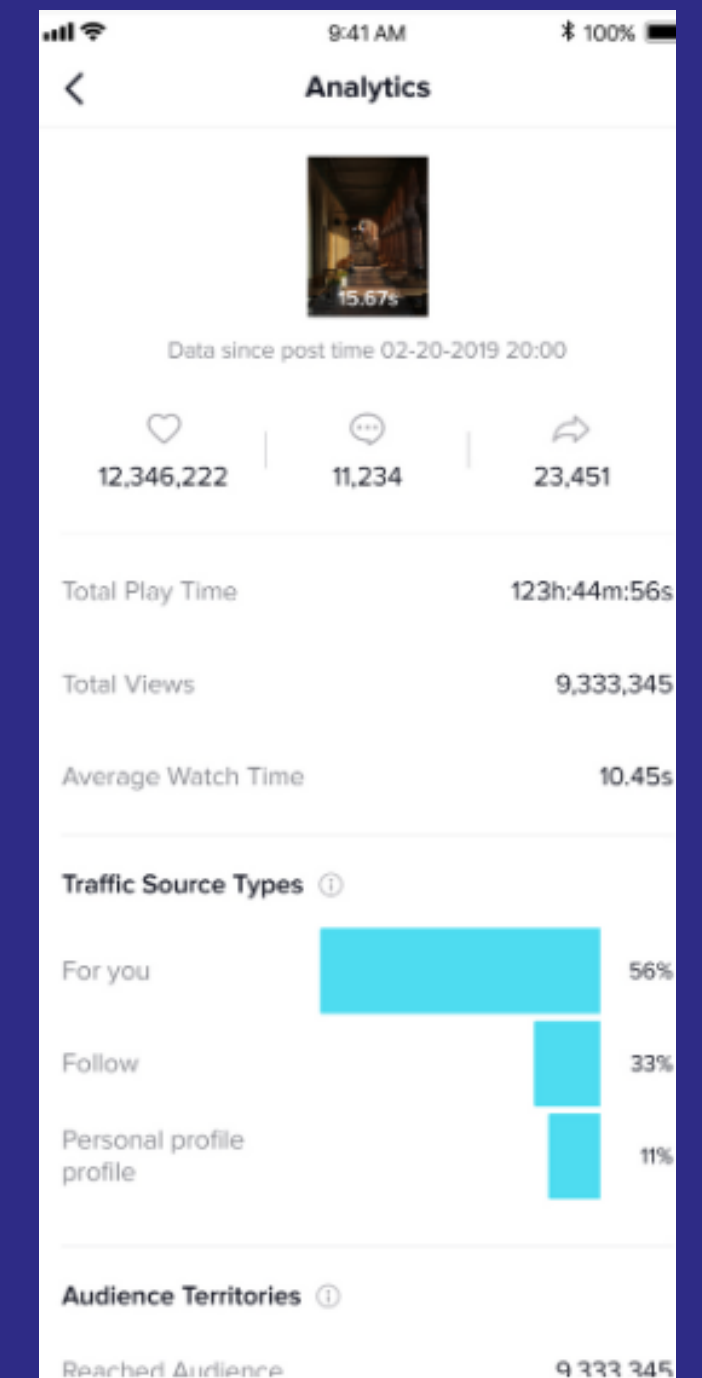 9:41 AM
100%
Analytics
15.67s
Data since post time 02-20-2019 20:00
12,346,222 11,234 23,451
Total Play Time 123h:44m:56s
Total Views 9,333,345
Average Watch Time 10.45s
Traffic Source Types
For you 56%
Follow 33%
Personal profile
profile 11%
Audience Territories
Reached Audience 9,333,345